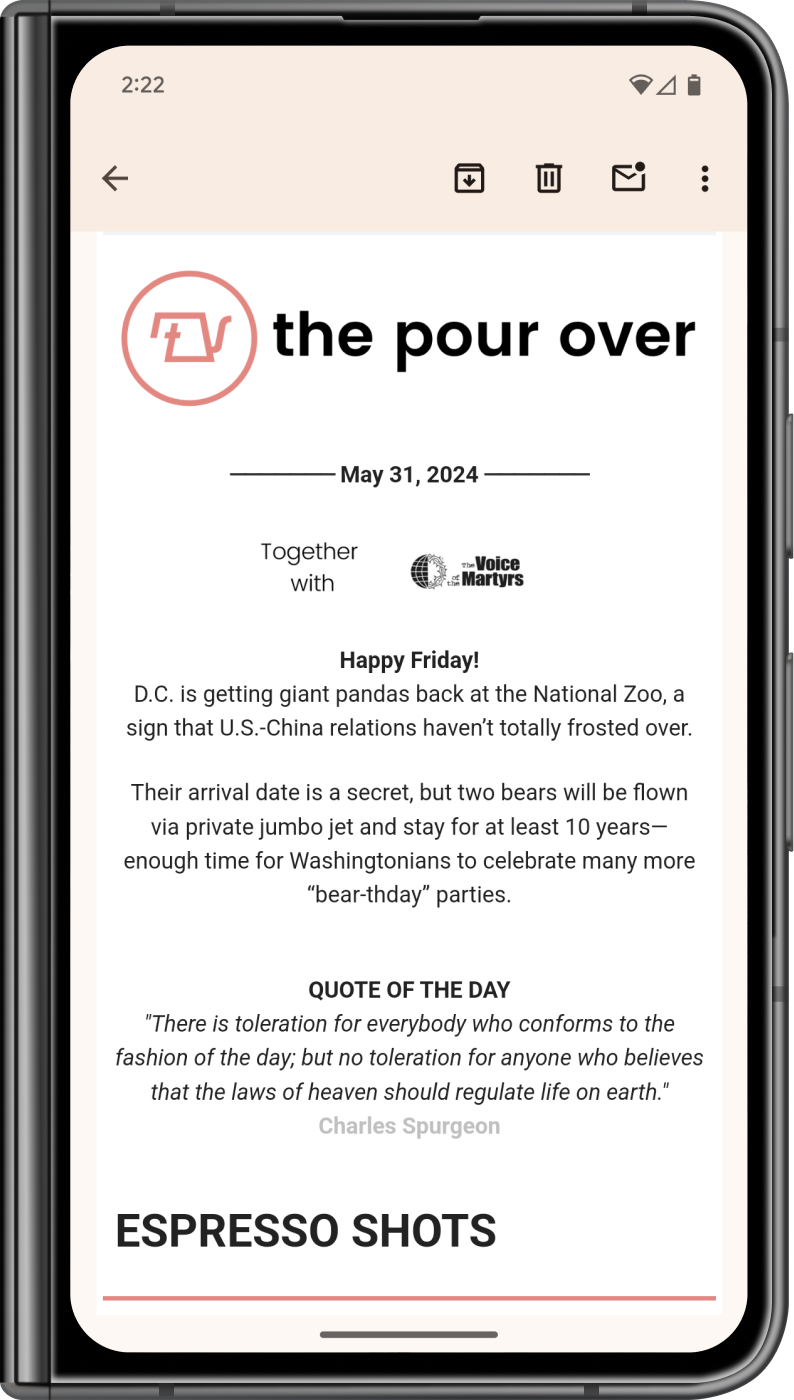 2:22
the pour over
May 31, 2024
Together
with
The Voice
of the Martyrs
Happy Friday!
D.C. is getting giant pandas back at the National Zoo, a
sign that U.S.-China relations haven’t totally frosted over.
Their arrival date is a secret, but two bears will be flown
via private jumbo jet and stay for at least 10 years—
enough time for Washingtonians to celebrate many more
“bear-thday” parties.
QUOTE OF THE DAY
"There is toleration for everybody who conforms to the
fashion of the day; but no toleration for anyone who believes
that the laws of heaven should regulate life on earth."
Charles Spurgeon
ESPRESSO SHOTS